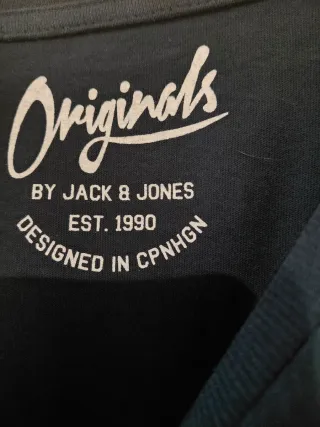 Originals
BY JACK & JONES
EST. 1990
DESIGNED IN CPNHGN